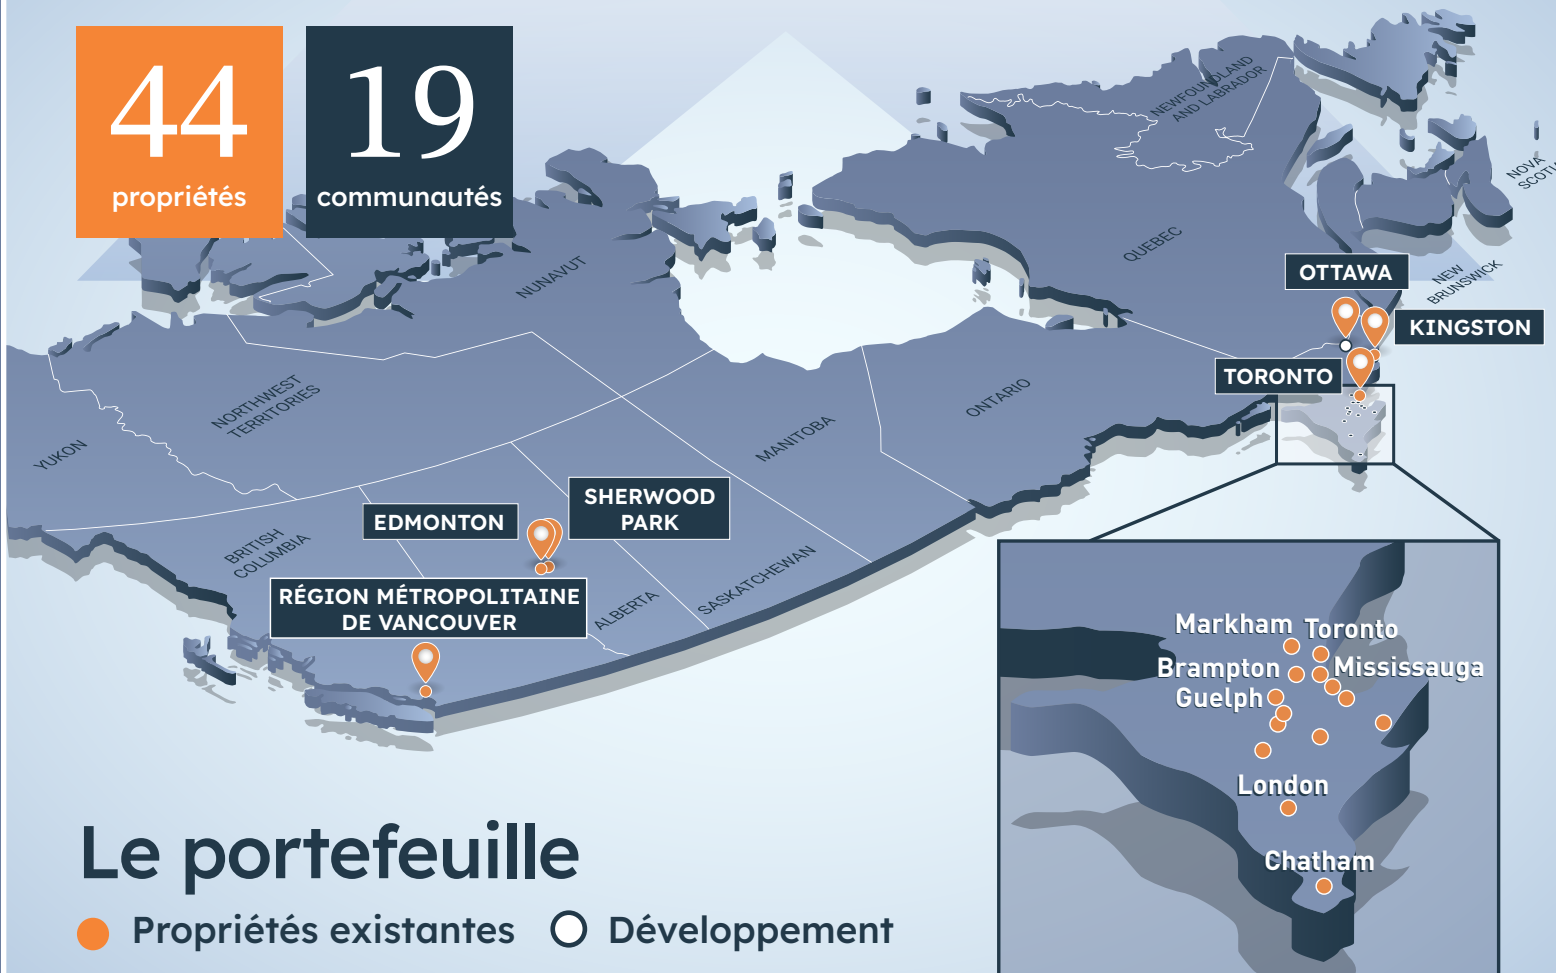 44
propriétés
19
communautés
NEWFOUNDLAND
AND LABRADOR
NOVA
SCOTI
QUEBEC
NEW
BRUNSWICK
NUNAVUT
OTTAWA
KINGSTON
TORONTO
NORTHWEST
TERRITORIES
YUKON
ONTARIO
MANITOBA
EDMONTON
SHERWOOD
PARK
BRITISH
COLUMBIA
RÉGION MÉTROPOLITAINE
DE VANCOUVER
ALBERTA
SASKATCHEWAN
Markham
Toronto
Brampton
Mississauga
Guelph
London
Chatham
Le portefeuille
Propriétés existantes
Développement